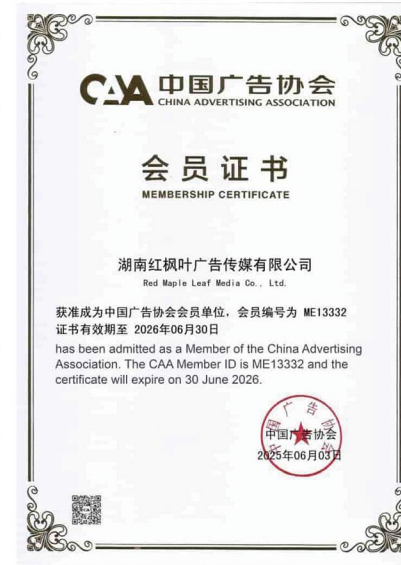 CAA 中国广告协会
CHINA ADVERTISING ASSOCIATION
会员证书
MEMBERSHIP CERTIFICATE
湖南红枫叶广告传媒有限公司
Red Maple Leaf Media Co., Ltd.
获准成为中国广告协会会员单位，会员编号为 ME13332
证书有效期至 2026年06月30日
has been admitted as a Member of the China Advertising
Association. The CAA Member ID is ME13332 and the
certificate will expire on 30 June 2026.
中国广告协会
中国广告协会
2025年06月03日